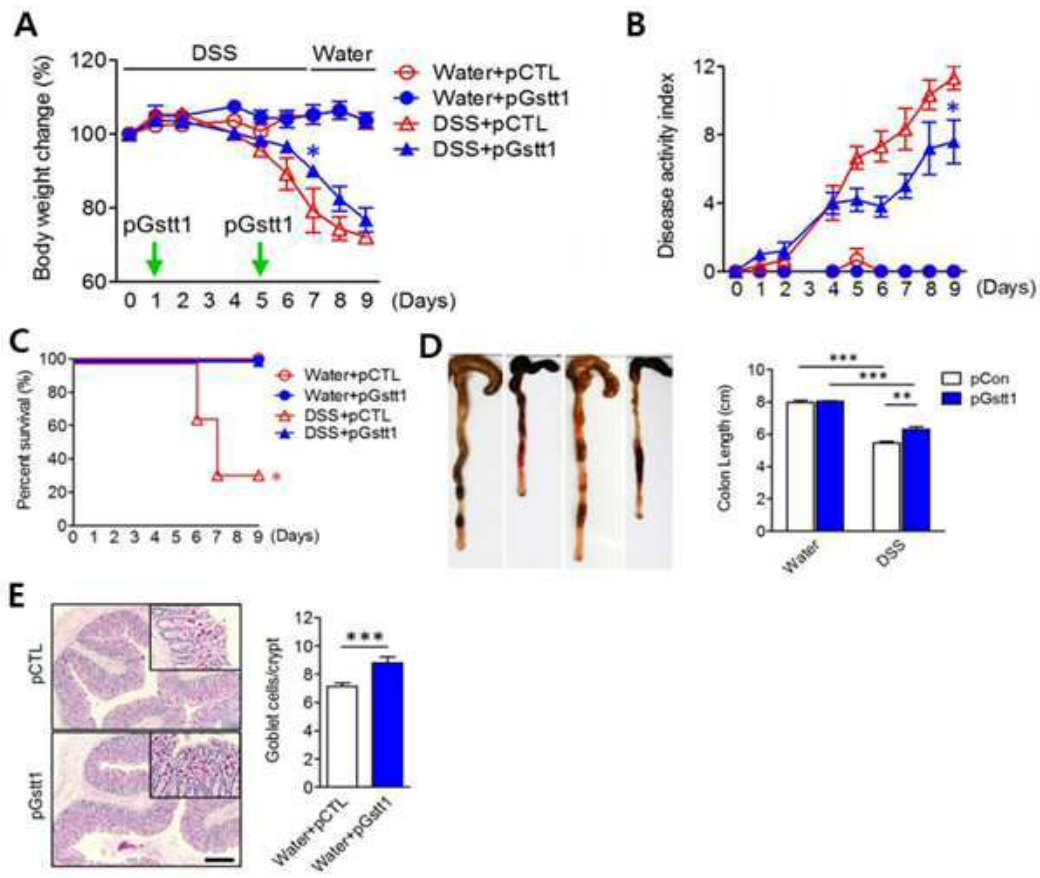 A
Body weight change (%)
120
100
80
60
DSS
Water
pGstt1
pGstt1
0 1 2 3 4 5 6 7 8 9 (Days)
Water+pCTL
Water+pGstt1
DSS+pCTL
DSS+pGstt1
*
B
Disease activity index
12
8
4
0
*
0 1 2 3 4 5 6 7 8 9 (Days)
C
Percent survival (%)
100
80
60
40
20
0
0 1 2 3 4 5 6 7 8 9 (Days)
Water+pCTL
Water+pGstt1
DSS+pCTL
DSS+pGstt1
*
D
Colon Length (cm)
10
8
6
4
2
0
***
***
**
pCon
pGstt1
Water
DSS
E
pCTL
pGstt1
Goblet cells/crypt
12
10
8
6
4
2
0
***
Water+pCTL
Water+pGstt1